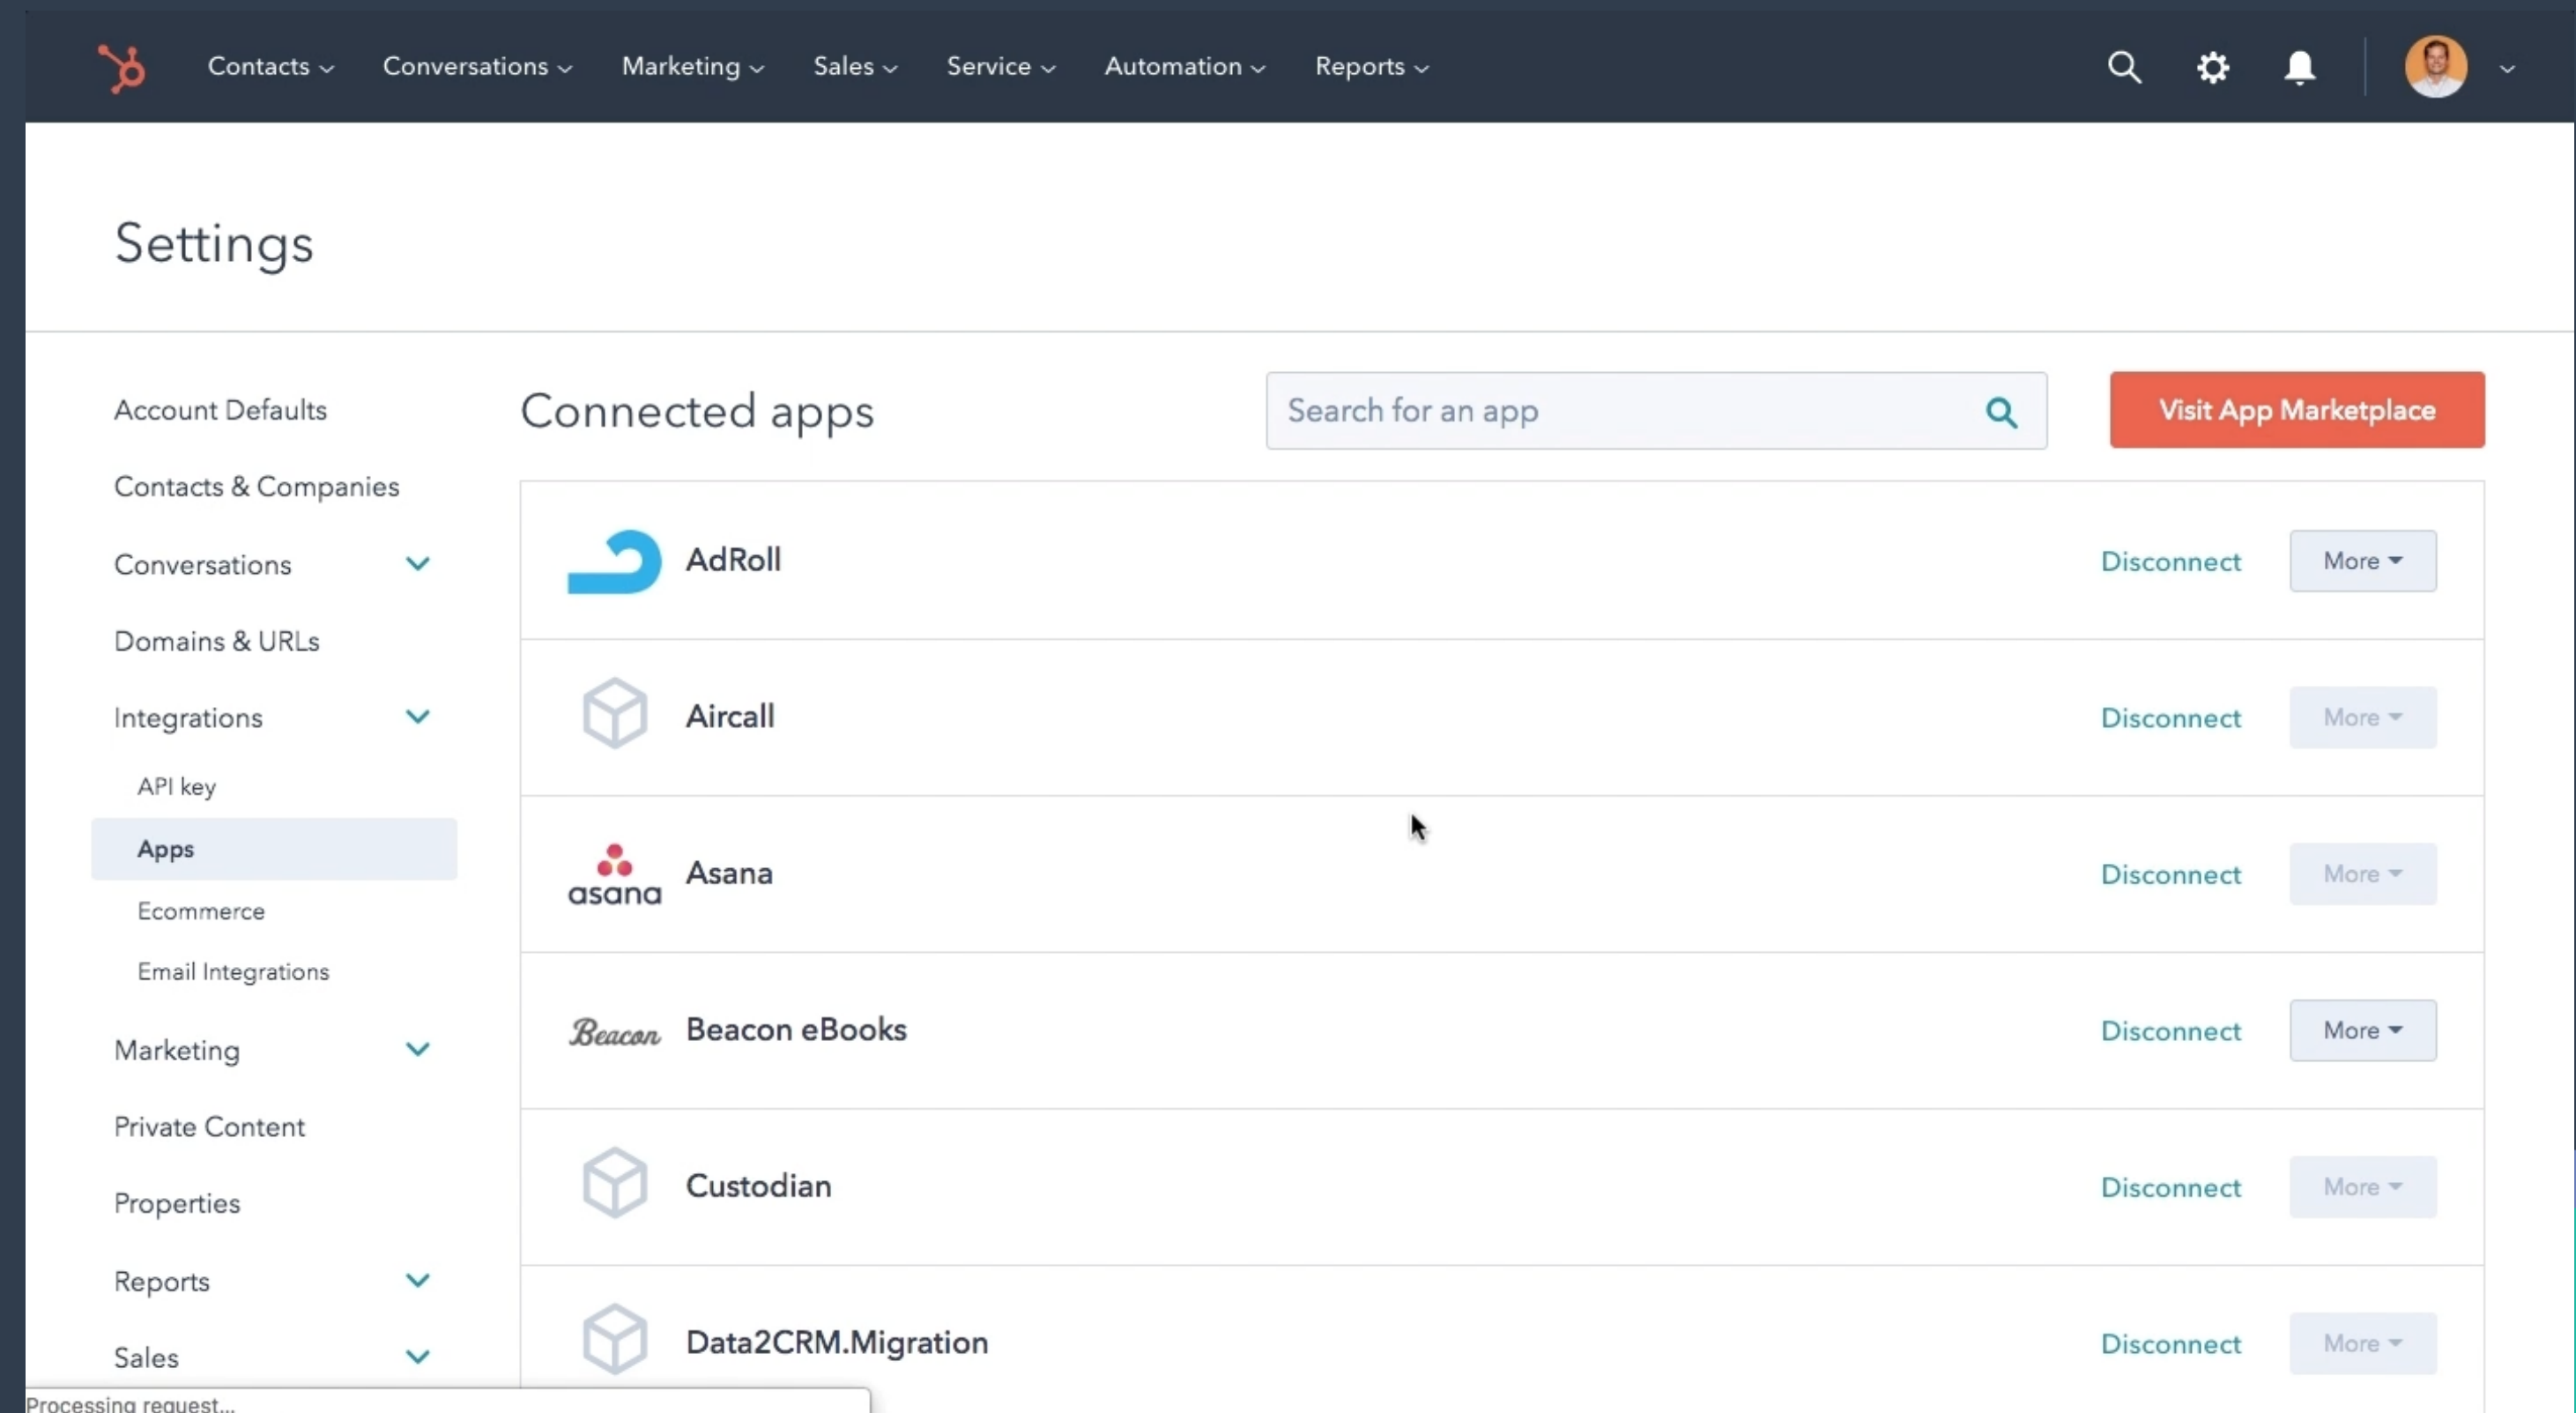 Contacts Conversations Marketing Sales Service Automation Reports
Settings
Account Defaults
Contacts & Companies
Conversations
Domains & URLs
Integrations
API key
Apps
Ecommerce
Email Integrations
Marketing
Private Content
Properties
Reports
Sales
Connected apps
Search for an app
Visit App Marketplace
AdRoll Disconnect More
Aircall Disconnect More
asana Asana Disconnect More
Beacon Beacon eBooks Disconnect More
Custodian Disconnect More
Data2CRM.Migration Disconnect More
Processing request...